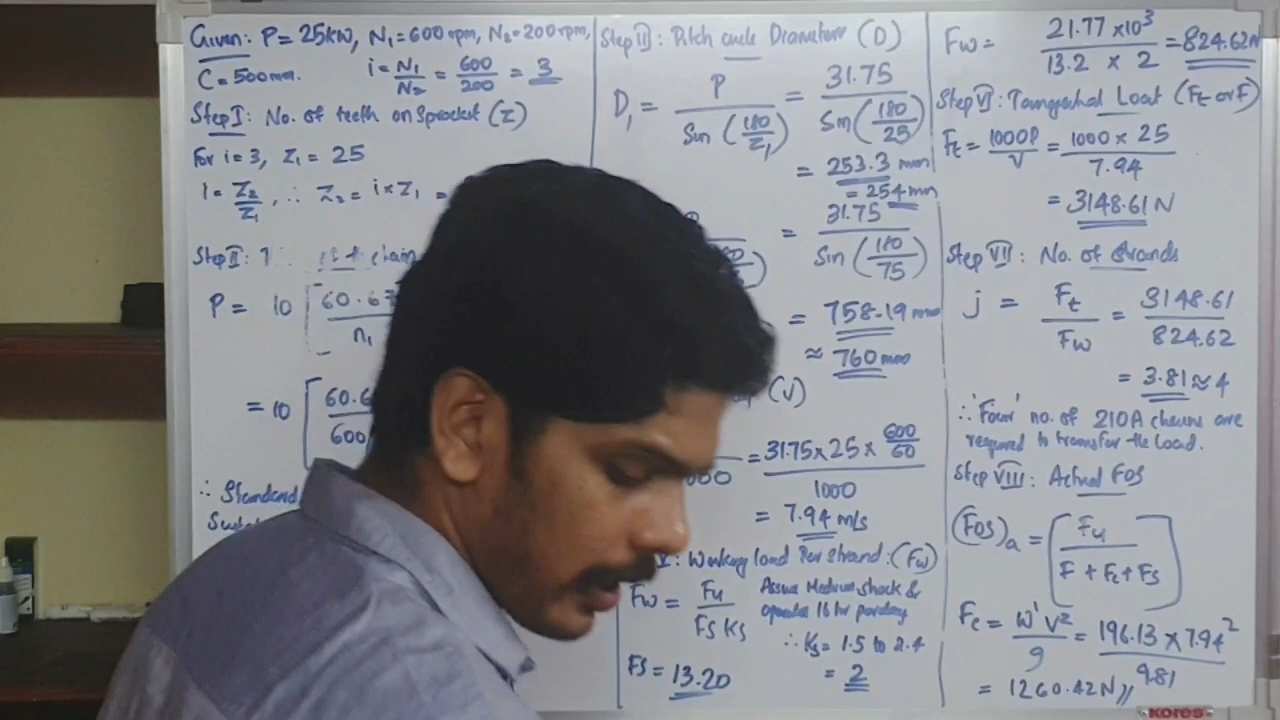 Given: P = 25kW, N₁ = 600 rpm, N₂ = 200 rpm,
C = 500mm. i = N₁/N₂ = 600/200 = 3
Step I: No. of teeth on Sprocket (Z)
For i = 3, Z₁ = 25
i = Z₂/Z₁, ∴ Z₂ = i × Z₁ =
Step II:
chain
P = 10 [60.67
n₁
= 10 [60.6
600
∴ Standard
Step III: Pitch circle Diameter (D)
D₁ = P / Sin (180/Z₁) = 31.75 / Sin (180/25)
= 253.3 mm
= 254 mm
= 31.75 / Sin (180/75)
= 758.19 mm
≈ 760 mm
(V)
= 31.75 × 25 × 600/60 / 1000
= 7.94 m/s
V: Working load Per strand: (Fw)
Fw = Fu / FS KS
Assume Medium shock &
operates 16 hr per day
∴ KS = 1.5 to 2.4
= 2
FS = 13.20
Fw = 21.77 × 10³ / 13.2 × 2 = 824.62N
Step VI: Tangential Load (Ft or F)
Ft = 1000P/V = 1000 × 25 / 7.94
= 3148.61 N
Step VII: No. of Strands
j = Ft / Fw = 3148.61 / 824.62
= 3.81 ≈ 4
∴ 'Four' no. of 210A chains are
required to transfer the Load.
Step VIII: Actual FOS
(FOS)a = [Fu / F + Fc + Fs]
Fc = w'v²/g = 196.13 × 7.94² / 9.81
= 1260.42N //
kores